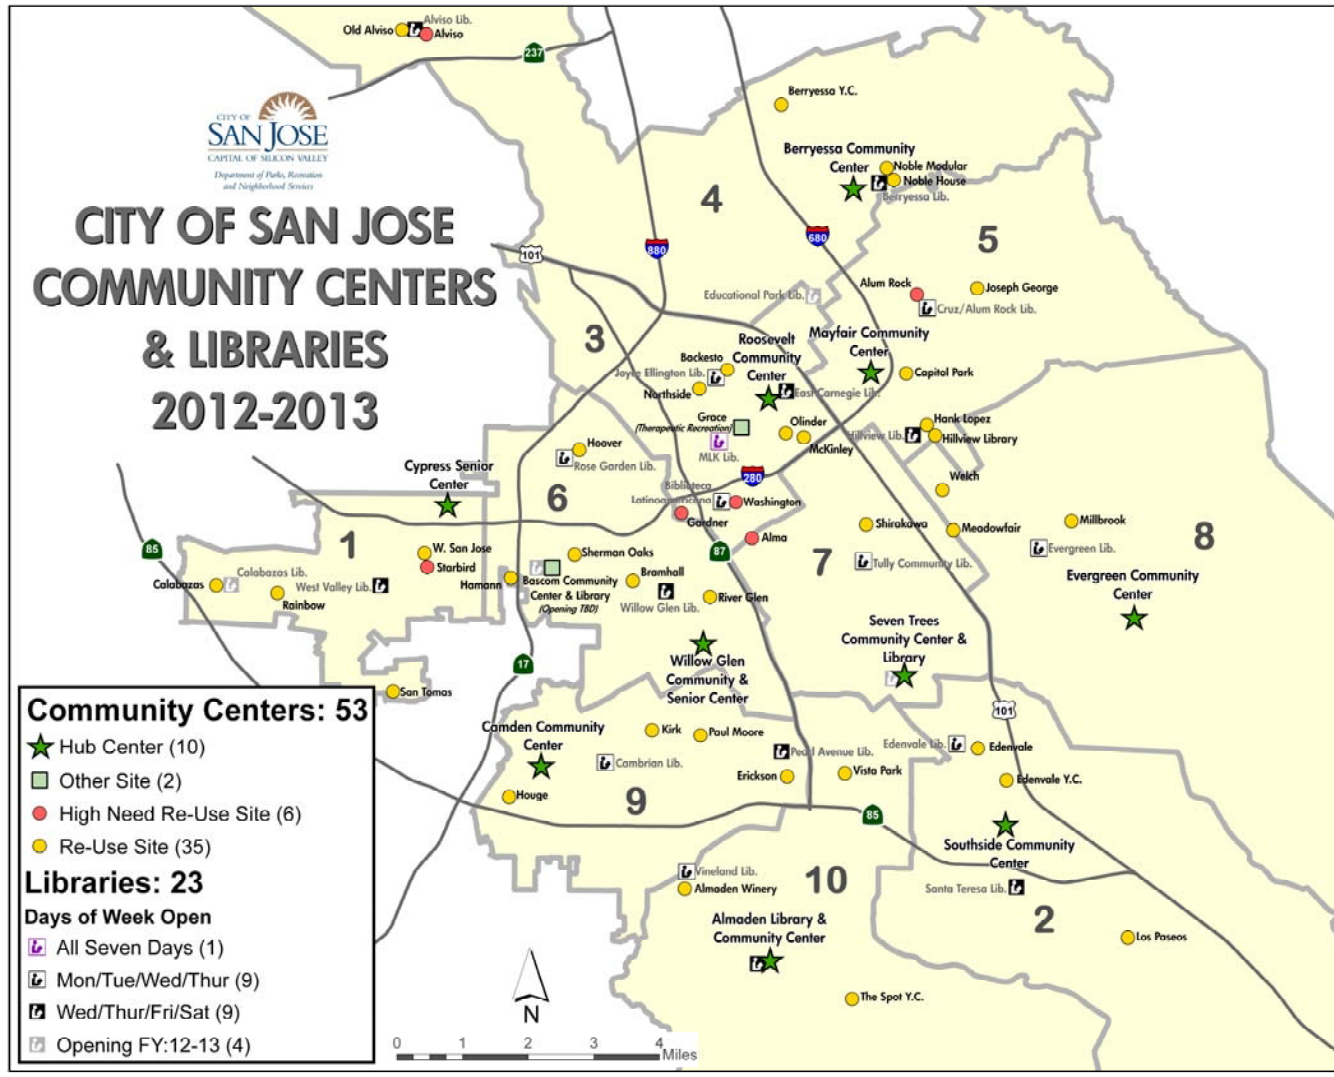 Alviso Lib.
Old Alviso
Alviso
237
CITY OF
SAN JOSE
CAPITAL OF SILICON VALLEY
Department of Parks, Recreation
and Neighborhood Services
CITY OF SAN JOSE
COMMUNITY CENTERS
& LIBRARIES
2012-2013
Berryessa Y.C.
Berryessa Community
Center
Noble Modular
Noble House
Berryessa Lib.
4
5
880
680
101
Alum Rock
Joseph George
Educational Park Lib.
Cruz/Alum Rock Lib.
3
Roosevelt
Community
Center
Mayfair Community
Center
Backesto
Joyce Ellington Lib.
Capitol Park
Northside
East Carnegie Lib.
Grace
(Therapeutic Recreation)
Olinder
McKinley
MLK Lib.
Hank Lopez
Hillview Lib.
Hillview Library
Hoover
Rose Garden Lib.
Cypress Senior
Center
280
Welch
6
Biblioteca
Latinoamericana
Washington
Gardner
Shirakawa
Meadowfair
Millbrook
8
Alma
87
85
1
W. San Jose
Starbird
Sherman Oaks
7
Evergreen Lib.
Tully Community Lib.
Calabazas
Calabazas Lib.
West Valley Lib.
Rainbow
Hamann
Bascom Community
Center & Library
(Opening TBD)
Bramhall
Willow Glen Lib.
River Glen
Evergreen Community
Center
Seven Trees
Community Center &
Library
17
Willow Glen
Community &
Senior Center
San Tomas
101
Camden Community
Center
Kirk
Paul Moore
Cambrian Lib.
Pearl Avenue Lib.
Erickson
Vista Park
Edenvale Lib.
Edenvale
Edenvale Y.C.
Houge
9
85
Southside Community
Center
Vineland Lib.
Almaden Winery
10
Santa Teresa Lib.
2
Almaden Library &
Community Center
Los Paseos
The Spot Y.C.
Community Centers: 53
Hub Center (10)
Other Site (2)
High Need Re-Use Site (6)
Re-Use Site (35)
Libraries: 23
Days of Week Open
All Seven Days (1)
Mon/Tue/Wed/Thur (9)
Wed/Thur/Fri/Sat (9)
Opening FY:12-13 (4)
N
0 1 2 3 4
Miles